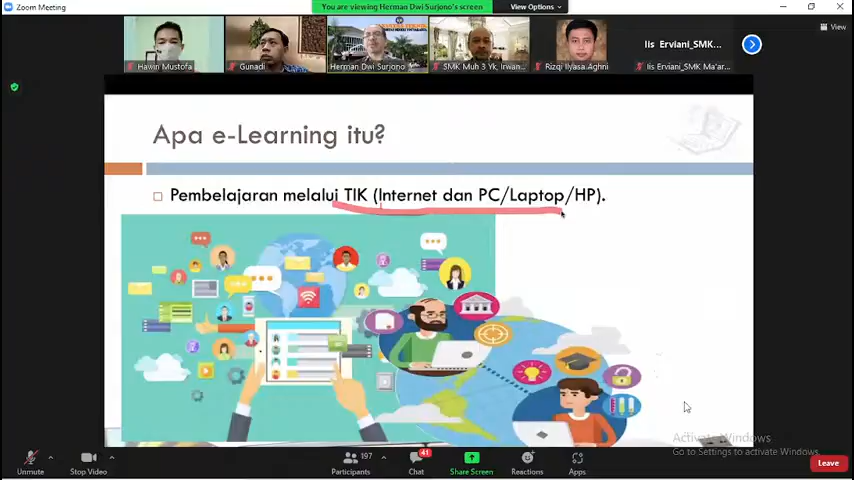 Zoom Meeting
You are viewing Herman Dwi Surjono's screen
View Options
View
Hawin Mustofa
Gunadi
Herman Dwi Surjono
SMK Muh 3 Yk, Irwan...
Rizqi Ilyasa Aghni
Iis Erviani_SMK...
Iis Erviani_SMK Ma'ar...
Apa e-Learning itu?
Pembelajaran melalui TIK (Internet dan PC/Laptop/HP).
Activate Windows
Go to Settings to activate Windows.
Unmute
Stop Video
197
Participants
41
Chat
Share Screen
Reactions
Apps
Leave